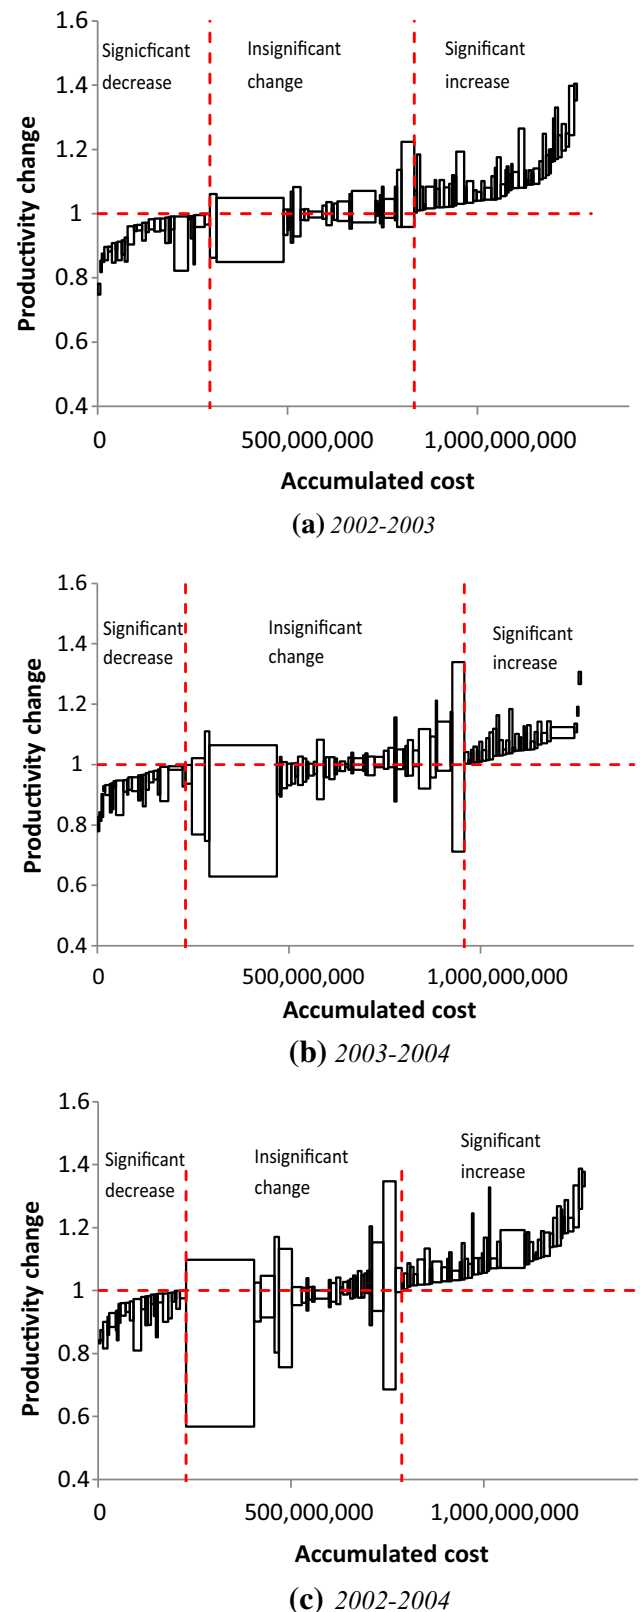 1.6
Signicficant Insignificant Significant
decrease change increase
1.4
1.2
1
0.8
0.6
0.4
Productivity change
0 500,000,000 1,000,000,000
Accumulated cost
(a) 2002-2003
1.6
Significant Insignificant Significant
decrease change increase
1.4
1.2
1
0.8
0.6
0.4
Productivity change
0 500,000,000 1,000,000,000
Accumulated cost
(b) 2003-2004
1.6
Significant Insignificant Significant
decrease change increase
1.4
1.2
1
0.8
0.6
0.4
Productivity change
0 500,000,000 1,000,000,000
Accumulated cost
(c) 2002-2004